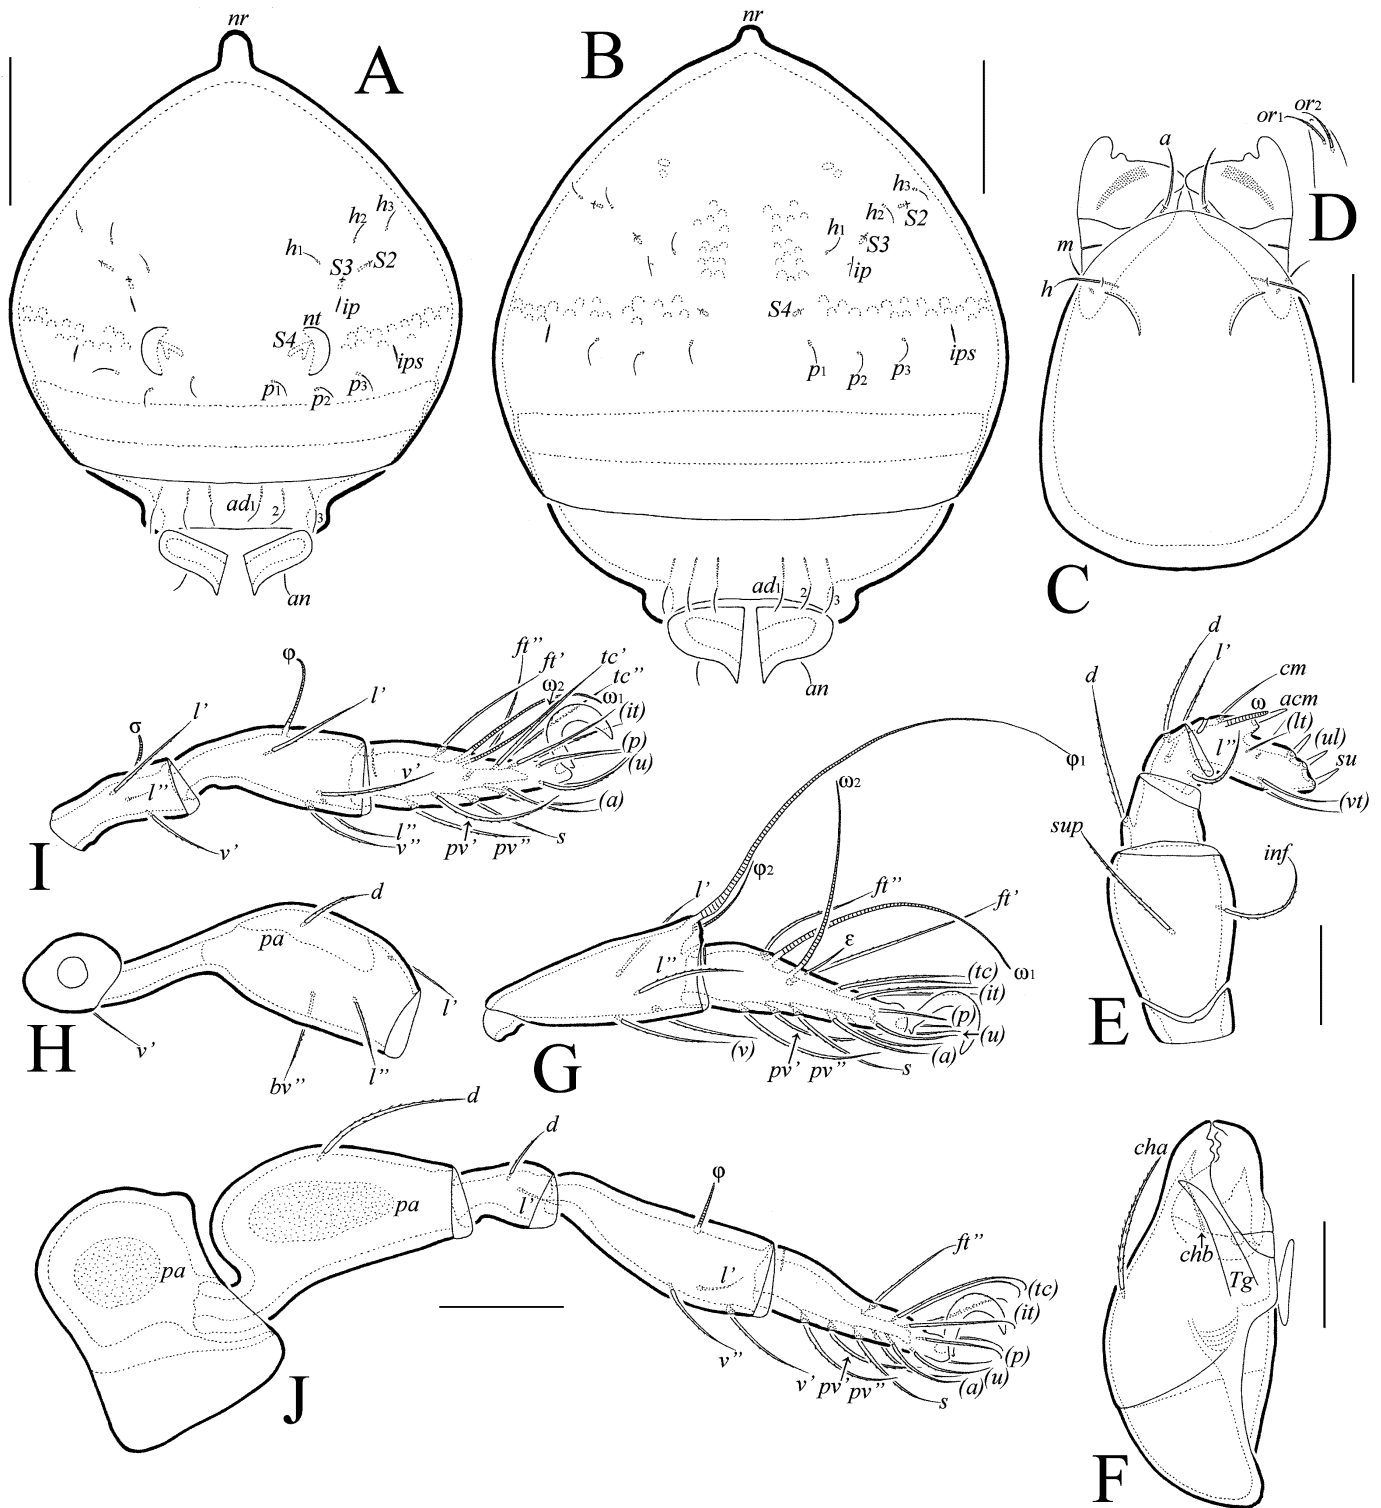 nr
A
h1
h2
h3
S3
S2
ip
nt
S4
ips
p1
p2
p3
ad1
2
3
an
nr
B
h3
h2
S2
h1
S3
ip
S4
ips
p1
p2
p3
ad1
2
3
an
or1
or2
a
D
m
h
C
d
l’
d
cm
ω
acm
(lt)
l”
(ul)
su
(vt)
sup
inf
E
cha
chb
Tg
F
φ
σ
l’
l’
ft”
ft’
ω2
tc’
tc”
ω1
(it)
(p)
(u)
(a)
v’
l”
v’
l”
v”
pv’
pv”
s
I
pa
d
l’
v’
bv”
l”
H
l’
φ2
φ1
ω2
ft”
ft’
ε
ω1
l”
(tc)
(it)
(p)
(u)
(a)
(v)
pv’
pv”
s
G
pa
d
pa
d
l’
φ
l’
ft”
(tc)
(it)
(p)
(u)
(a)
v”
v’
pv’
pv”
s
J